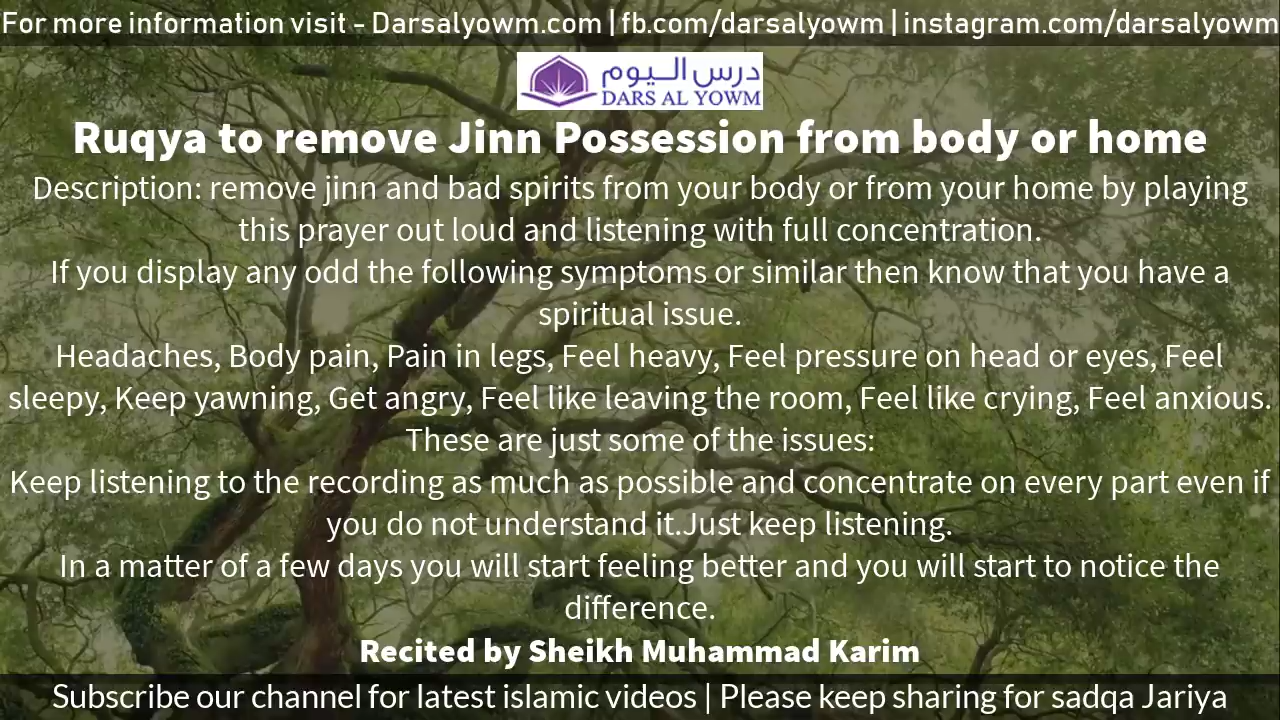 For more information visit - Darsalyowm.com | fb.com/darsalyowm | instagram.com/darsalyowm
درس اليوم
DARS AL YOWM
Ruqya to remove Jinn Possession from body or home
Description: remove jinn and bad spirits from your body or from your home by playing
this prayer out loud and listening with full concentration.
If you display any odd the following symptoms or similar then know that you have a
spiritual issue.
Headaches, Body pain, Pain in legs, Feel heavy, Feel pressure on head or eyes, Feel
sleepy, Keep yawning, Get angry, Feel like leaving the room, Feel like crying, Feel anxious.
These are just some of the issues:
Keep listening to the recording as much as possible and concentrate on every part even if
you do not understand it.Just keep listening.
In a matter of a few days you will start feeling better and you will start to notice the
difference.
Recited by Sheikh Muhammad Karim
Subscribe our channel for latest islamic videos | Please keep sharing for sadqa Jariya